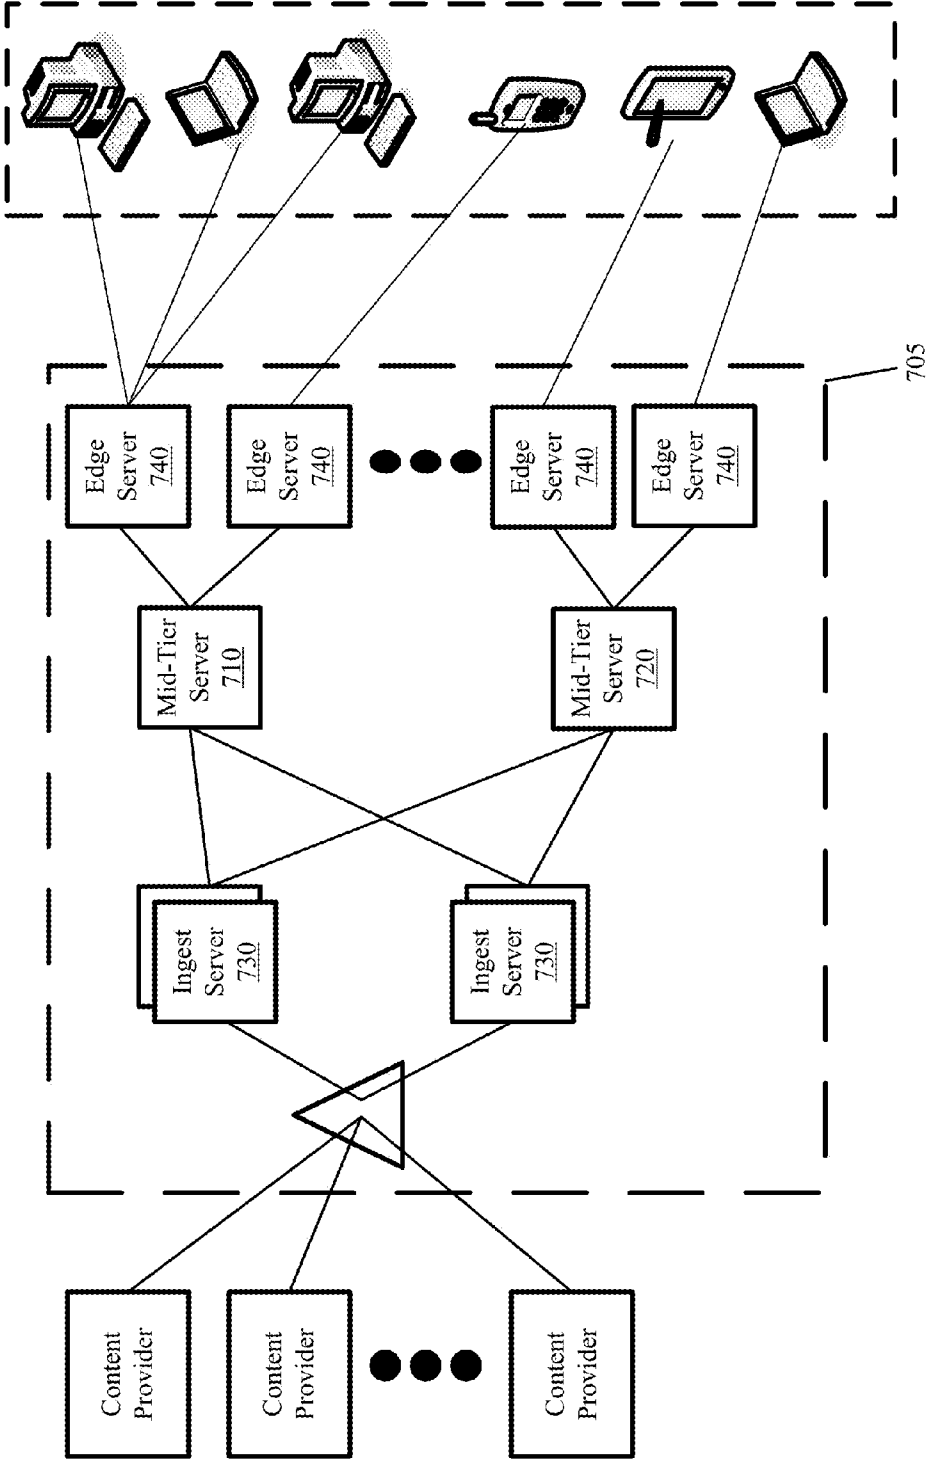 Content
Provider
Content
Provider
Content
Provider
Ingest
Server
730
Ingest
Server
730
Mid-Tier
Server
710
Mid-Tier
Server
720
Edge
Server
740
Edge
Server
740
Edge
Server
740
Edge
Server
740
705